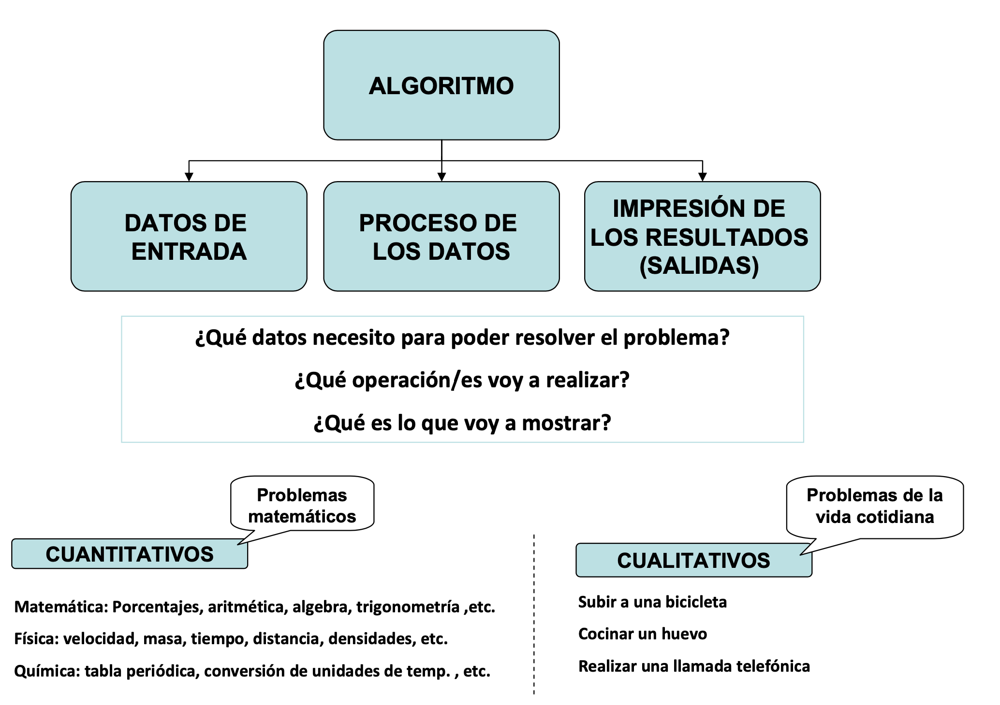 ALGORITMO
DATOS DE
ENTRADA
PROCESO DE
LOS DATOS
IMPRESIÓN DE
LOS RESULTADOS
(SALIDAS)
¿Qué datos necesito para poder resolver el problema?
¿Qué operación/es voy a realizar?
¿Qué es lo que voy a mostrar?
Problemas
matemáticos
CUANTITATIVOS
Matemática: Porcentajes, aritmética, algebra, trigonometría ,etc.
Física: velocidad, masa, tiempo, distancia, densidades, etc.
Química: tabla periódica, conversión de unidades de temp. , etc.
Problemas de la
vida cotidiana
CUALITATIVOS
Subir a una bicicleta
Cocinar un huevo
Realizar una llamada telefónica